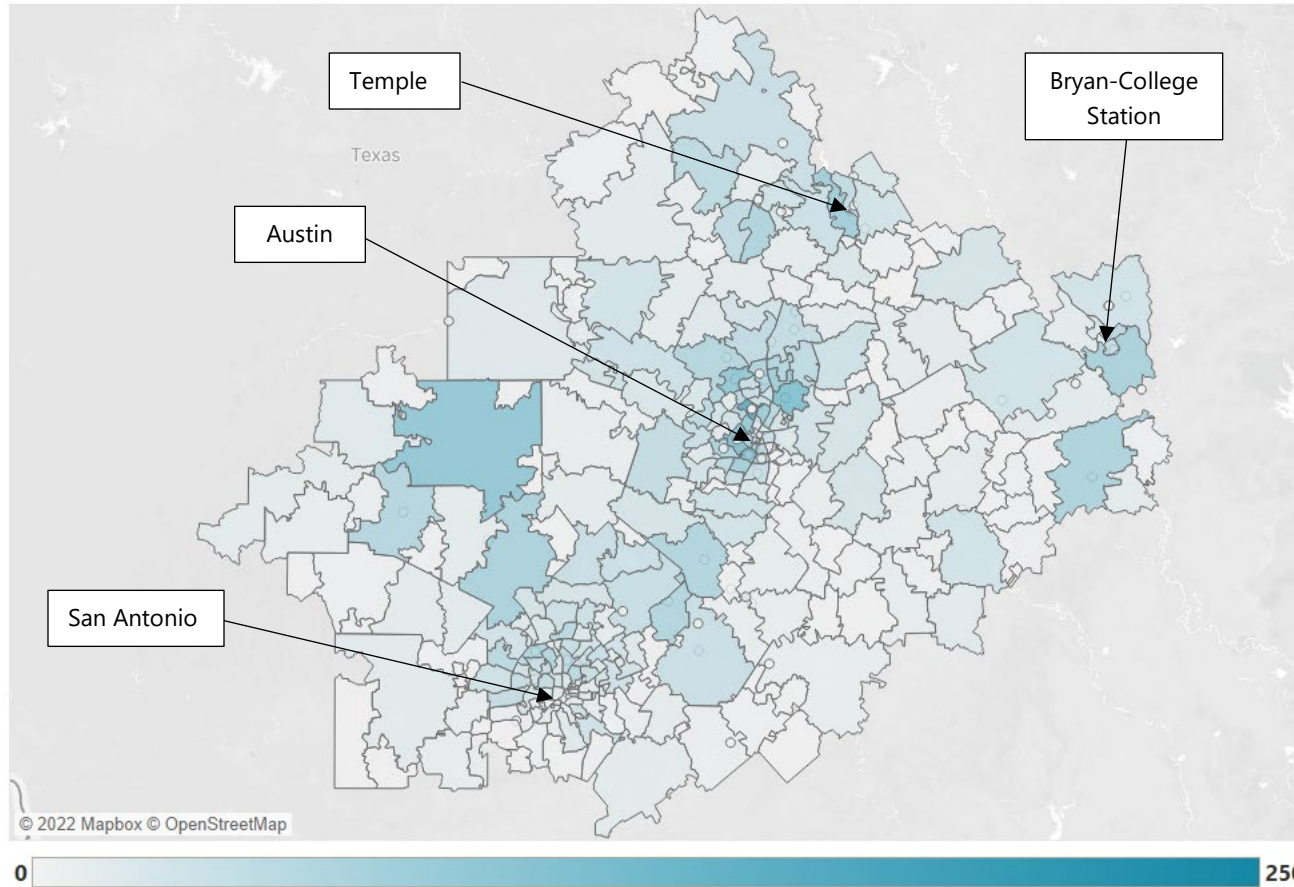 Temple
Bryan-College
Station
Texas
Austin
San Antonio
© 2022 Mapbox © OpenStreetMap
0